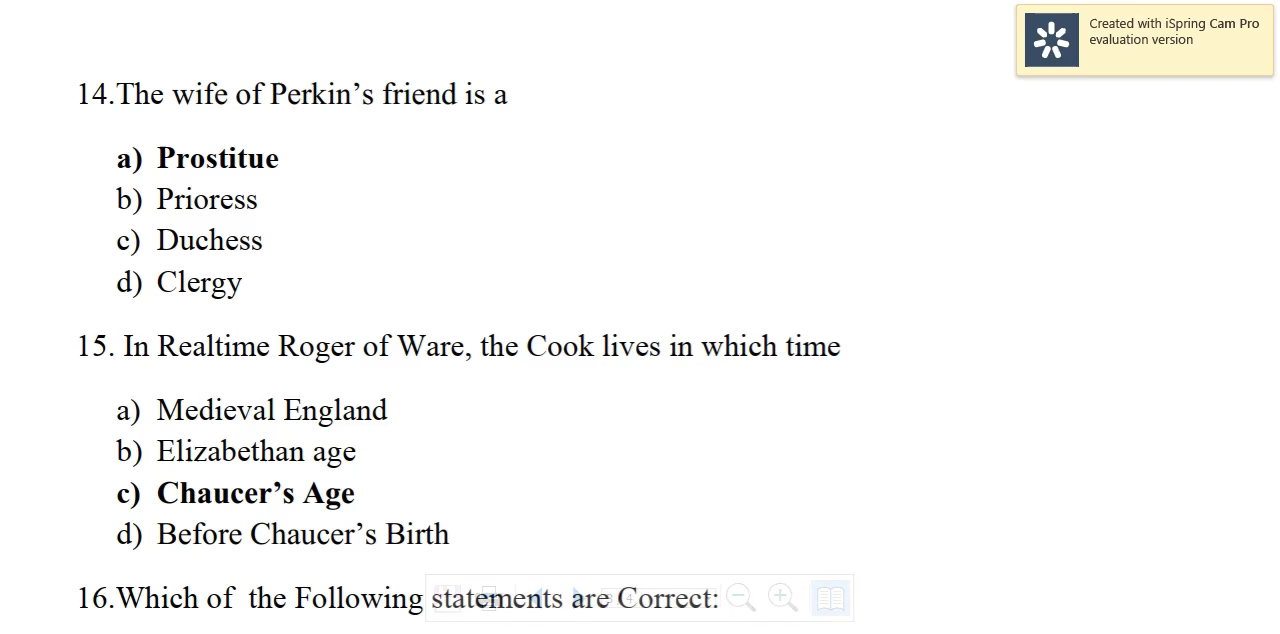 Created with iSpring Cam Pro
evaluation version
14.The wife of Perkin’s friend is a
a) Prostitue
b) Prioress
c) Duchess
d) Clergy
15. In Realtime Roger of Ware, the Cook lives in which time
a) Medieval England
b) Elizabethan age
c) Chaucer’s Age
d) Before Chaucer’s Birth
16.Which of the Following statements are Correct: